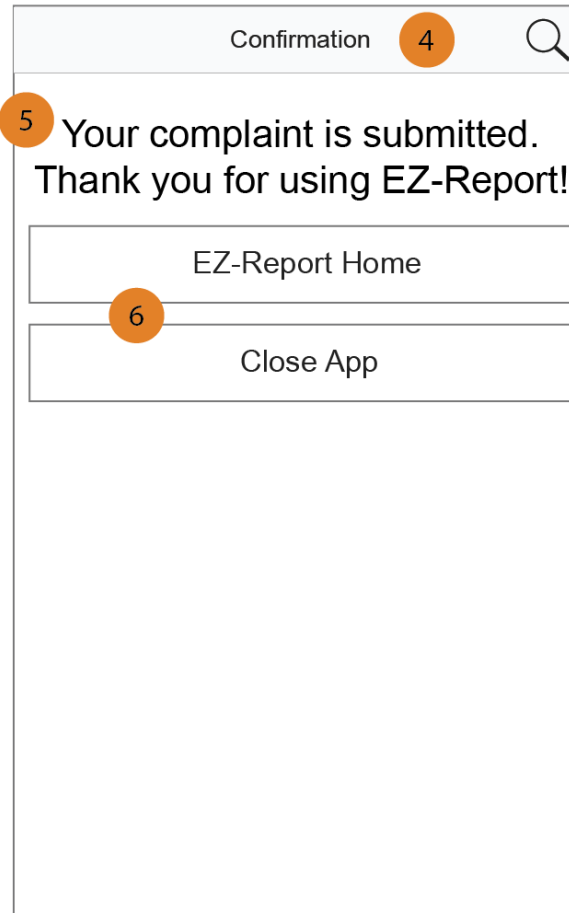 Confirmation 4
5
Your complaint is submitted.
Thank you for using EZ-Report!
EZ-Report Home
6
Close App